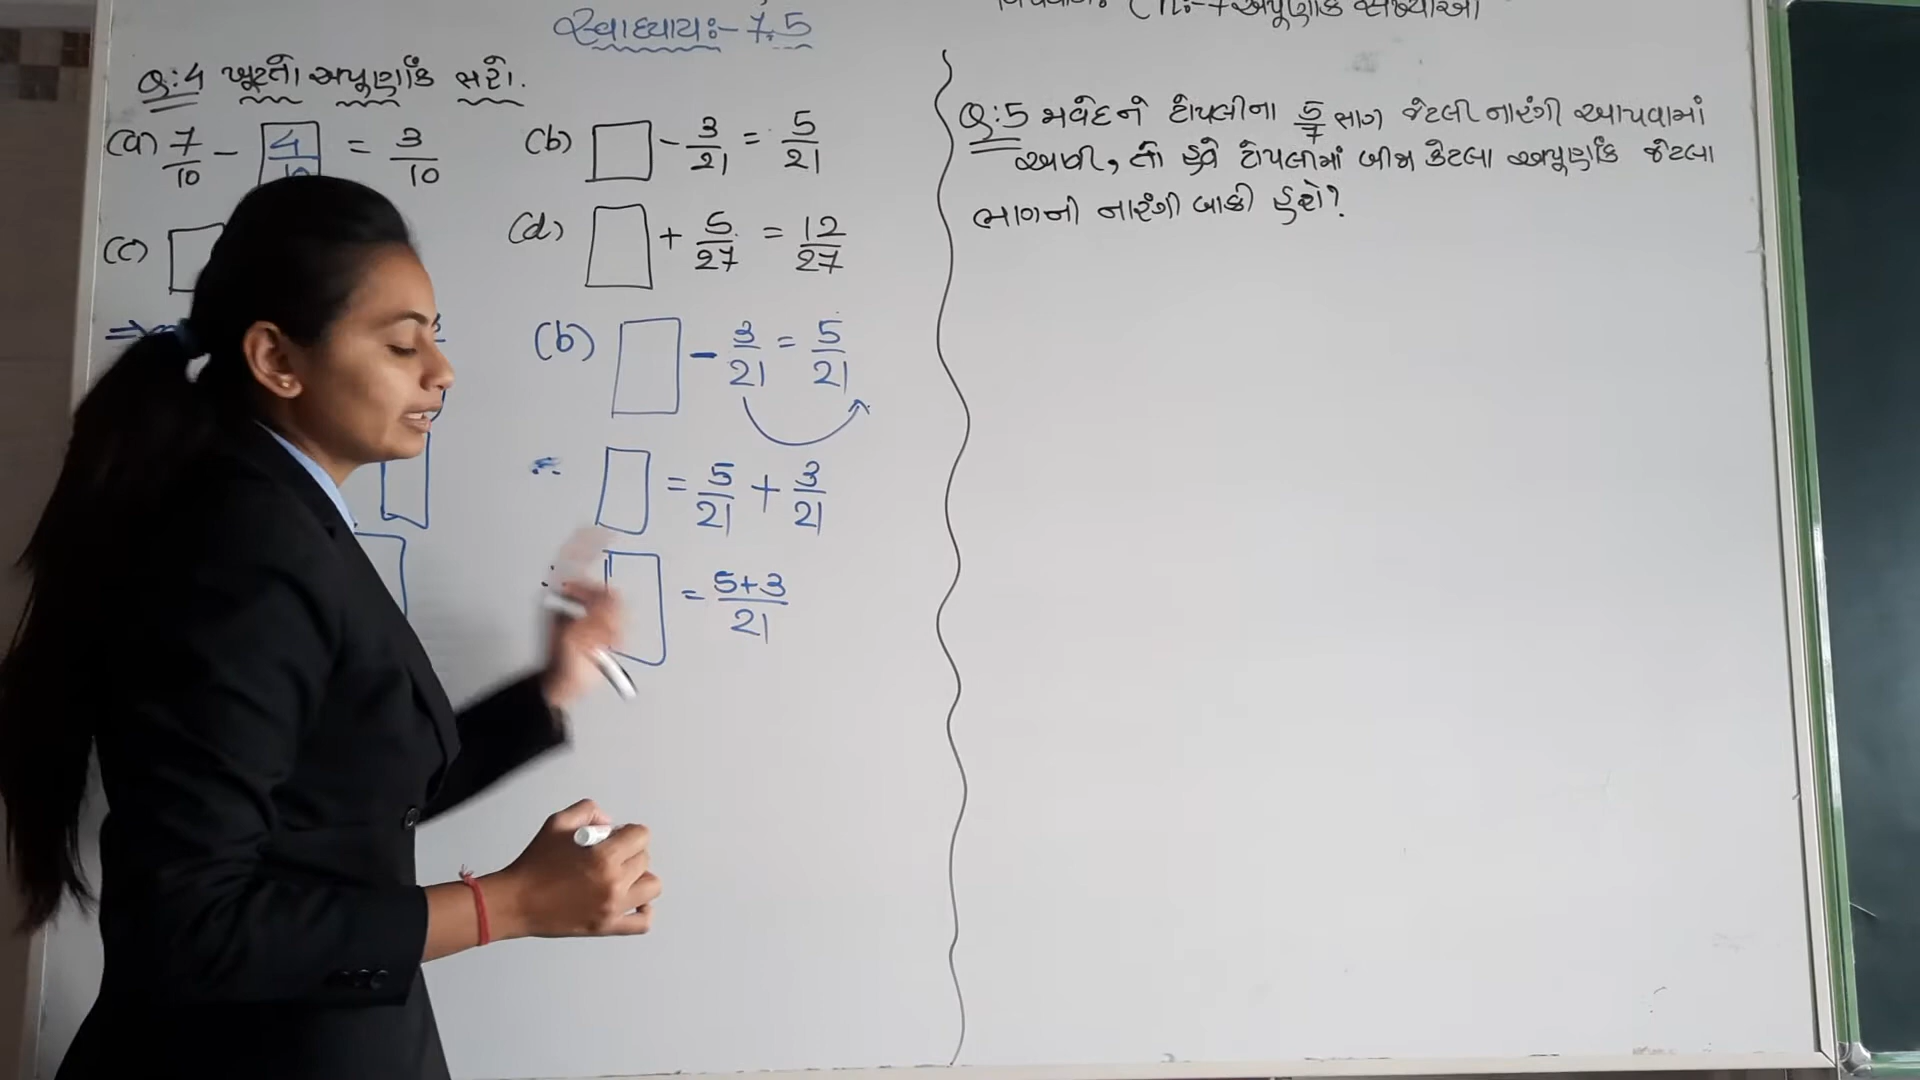 સ્વાધ્યાય:- 7.5
Ch:- 7 અપૂર્ણાંક સંખ્યાઓ
Q:4 ખૂટતો અપૂર્ણાંક ભરો.
(a) 7/10 - 4/10 = 3/10
(b) □ - 3/21 = 5/21
(c) □
(d) □ + 5/27 = 12/27
(b) □ - 3/21 = 5/21
∴ □ = 5/21 + 3/21
∴ □ = 5+3/21
Q:5 ને ટોપલીના 5/7 ભાગ જેટલી નારંગી આપવામાં
આવી, તો હવે ટોપલીમાં બીજા કેટલા અપૂર્ણાંક જેટલા
ભાગની નારંગી બાકી હશે?